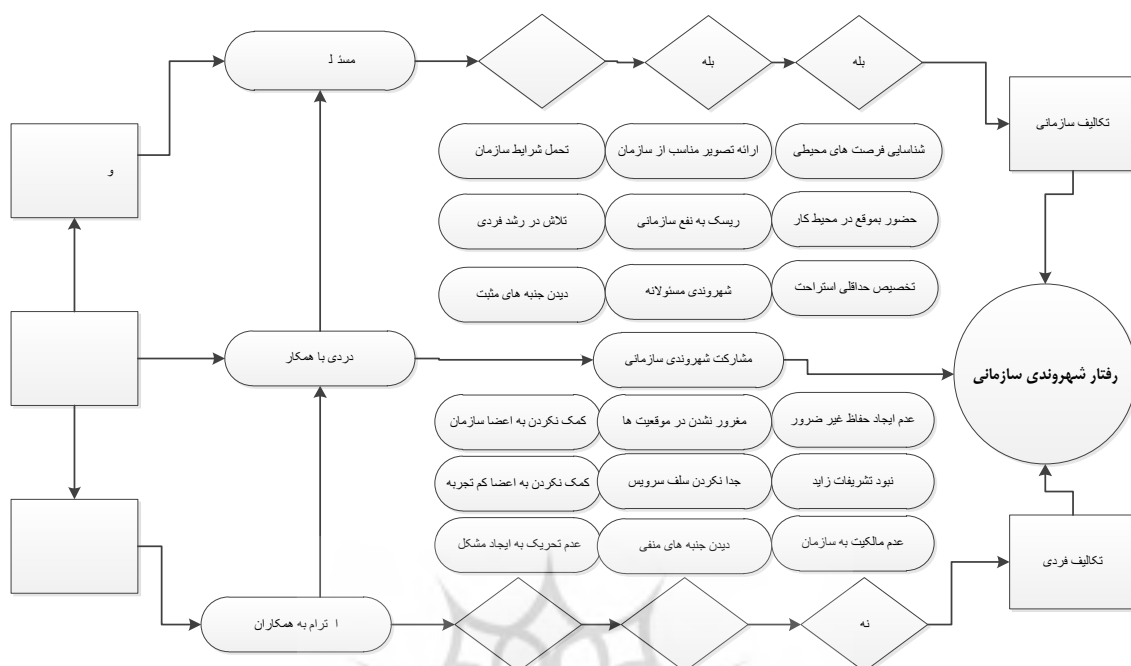 مسئ ل
بله
بله
تکالیف سازمانی
و
شناسایی فرصت های محیطی
ارائه تصویر مناسب از سازمان
تحمل شرایط سازمان
حضور بموقع در محیط کار
ریسک به نفع سازمانی
تلاش در رشد فردی
تخصیص حداقلی استراحت
شهروندی مسئولانه
دیدن جنبه های مثبت
رفتار شهروندی سازمانی
مشارکت شهروندی سازمانی
دردی با همکار
عدم ایجاد حفاظ غیر ضرور
مغرور نشدن در موقعیت ها
کمک نکردن به اعضا سازمان
نبود تشریفات زاید
جدا نکردن سلف سرویس
کمک نکردن به اعضا کم تجربه
عدم مالکیت به سازمان
دیدن جنبه های منفی
عدم تحریک به ایجاد مشکل
تکالیف فردی
نه
ا ترام به همکاران